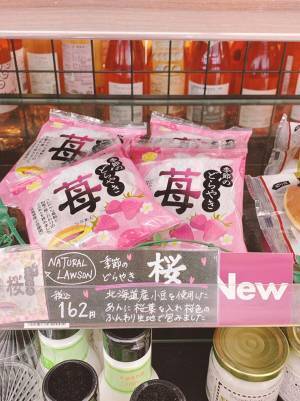 季節の
どらやき
苺
季節の
どらやき
苺
NATURAL
LAWSON
季節の
どらやき
桜
税込
162円
北海道産小豆を使用した
あんに桜葉を入れ桜色の
ふんわり生地で包みました
New
桜